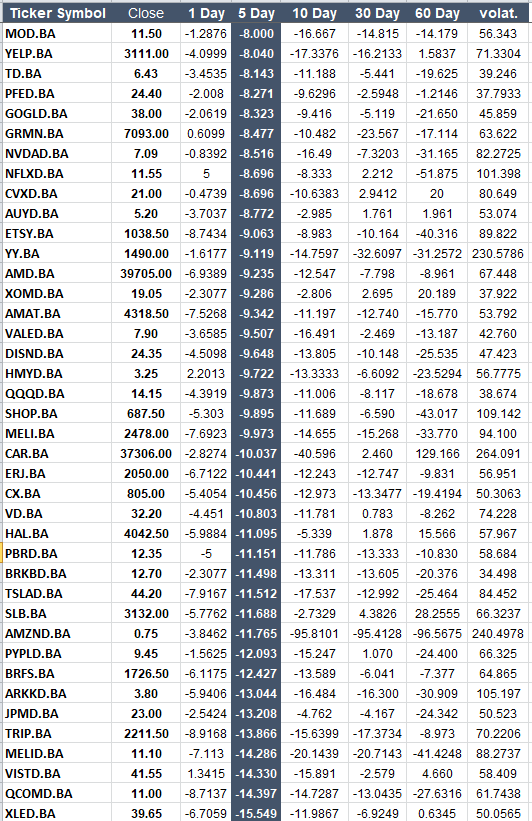 Ticker Symbol Close 1 Day 5 Day 10 Day 30 Day 60 Day volat.
MOD.BA 11.50 -1.2876 -8.000 -16.667 -14.815 -14.179 56.343
YELP.BA 3111.00 -4.0999 -8.040 -17.3376 -16.2133 1.5837 71.3304
TD.BA 6.43 -3.4535 -8.143 -11.188 -5.441 -19.625 39.246
PFED.BA 24.40 -2.008 -8.271 -9.6296 -2.5948 -1.2146 37.7933
GOGLD.BA 38.00 -2.0619 -8.323 -9.416 -5.119 -21.650 45.859
GRMN.BA 7093.00 0.6099 -8.477 -10.482 -23.567 -17.114 63.622
NVDAD.BA 7.09 -0.8392 -8.516 -16.49 -7.3203 -31.165 82.2725
NFLXD.BA 11.55 5 -8.696 -8.333 2.212 -51.875 101.398
CVXD.BA 21.00 -0.4739 -8.696 -10.6383 2.9412 20 80.649
AUYD.BA 5.20 -3.7037 -8.772 -2.985 1.761 1.961 53.074
ETSY.BA 1038.50 -8.7434 -9.063 -8.983 -10.164 -40.316 89.822
YY.BA 1490.00 -1.6177 -9.119 -14.7597 -32.6097 -31.2572 230.5786
AMD.BA 39705.00 -6.9389 -9.235 -12.547 -7.798 -8.961 67.448
XOMD.BA 19.05 -2.3077 -9.286 -2.806 2.695 20.189 37.922
AMAT.BA 4318.50 -7.5268 -9.342 -11.197 -12.740 -15.770 53.792
VALED.BA 7.90 -3.6585 -9.507 -16.491 -2.469 -13.187 42.760
DISND.BA 24.35 -4.5098 -9.648 -13.805 -10.148 -25.535 47.423
HMYD.BA 3.25 2.2013 -9.722 -13.3333 -6.6092 -23.5294 56.7775
QQQD.BA 14.15 -4.3919 -9.873 -11.006 -8.117 -18.678 38.674
SHOP.BA 687.50 -5.303 -9.895 -11.689 -6.590 -43.017 109.142
MELI.BA 2478.00 -7.6923 -9.973 -14.655 -15.268 -33.770 94.100
CAR.BA 37306.00 -2.8274 -10.037 -40.596 2.460 129.166 264.091
ERJ.BA 2050.00 -6.7122 -10.441 -12.243 -12.747 -9.831 56.951
CX.BA 805.00 -5.4054 -10.456 -12.973 -13.3477 -19.4194 50.3063
VD.BA 32.20 -4.451 -10.803 -11.781 0.783 -8.262 74.228
HAL.BA 4042.50 -5.9884 -11.095 -5.339 1.878 15.566 57.967
PBRD.BA 12.35 -5 -11.151 -11.786 -13.333 -10.830 58.684
BRKBD.BA 12.70 -2.3077 -11.498 -13.311 -13.605 -20.376 34.498
TSLAD.BA 44.20 -7.9167 -11.512 -17.537 -12.992 -25.464 84.452
SLB.BA 3132.00 -5.7762 -11.688 -2.7329 4.3826 28.2555 66.3237
AMZND.BA 0.75 -3.8462 -11.765 -95.8101 -95.4128 -96.5675 240.4978
PYPLD.BA 9.45 -1.5625 -12.093 -15.247 1.070 -24.400 66.325
BRFS.BA 1726.50 -6.1175 -12.427 -13.589 -6.041 -7.377 64.865
ARKKD.BA 3.80 -5.9406 -13.044 -16.484 -16.300 -30.909 105.197
JPMD.BA 23.00 -2.5424 -13.208 -4.762 -4.167 -24.342 50.523
TRIP.BA 2211.50 -8.9168 -13.866 -15.6399 -17.3734 -8.973 70.2206
MELID.BA 11.10 -7.113 -14.286 -20.1439 -20.7143 -41.4248 88.2737
VISTD.BA 41.55 1.3415 -14.330 -15.891 -2.579 4.660 58.409
QCOMD.BA 11.00 -8.7137 -14.397 -14.7287 -13.0435 -27.6316 61.7438
XLED.BA 39.65 -6.7059 -15.549 -11.9867 -6.9249 0.6345 50.0565